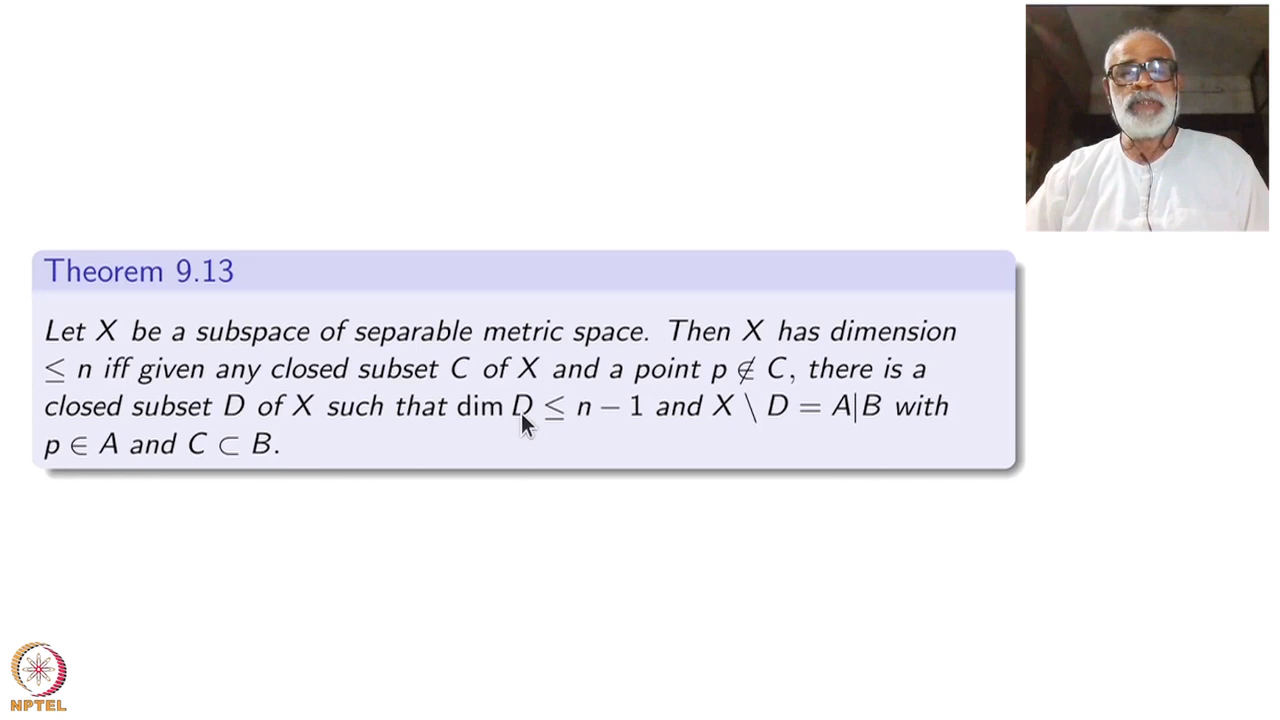 Theorem 9.13
Let X be a subspace of separable metric space. Then X has dimension
≤ n iff given any closed subset C of X and a point p ∉ C, there is a
closed subset D of X such that dim D ≤ n − 1 and X \ D = A|B with
p ∈ A and C ⊂ B.
NPTEL